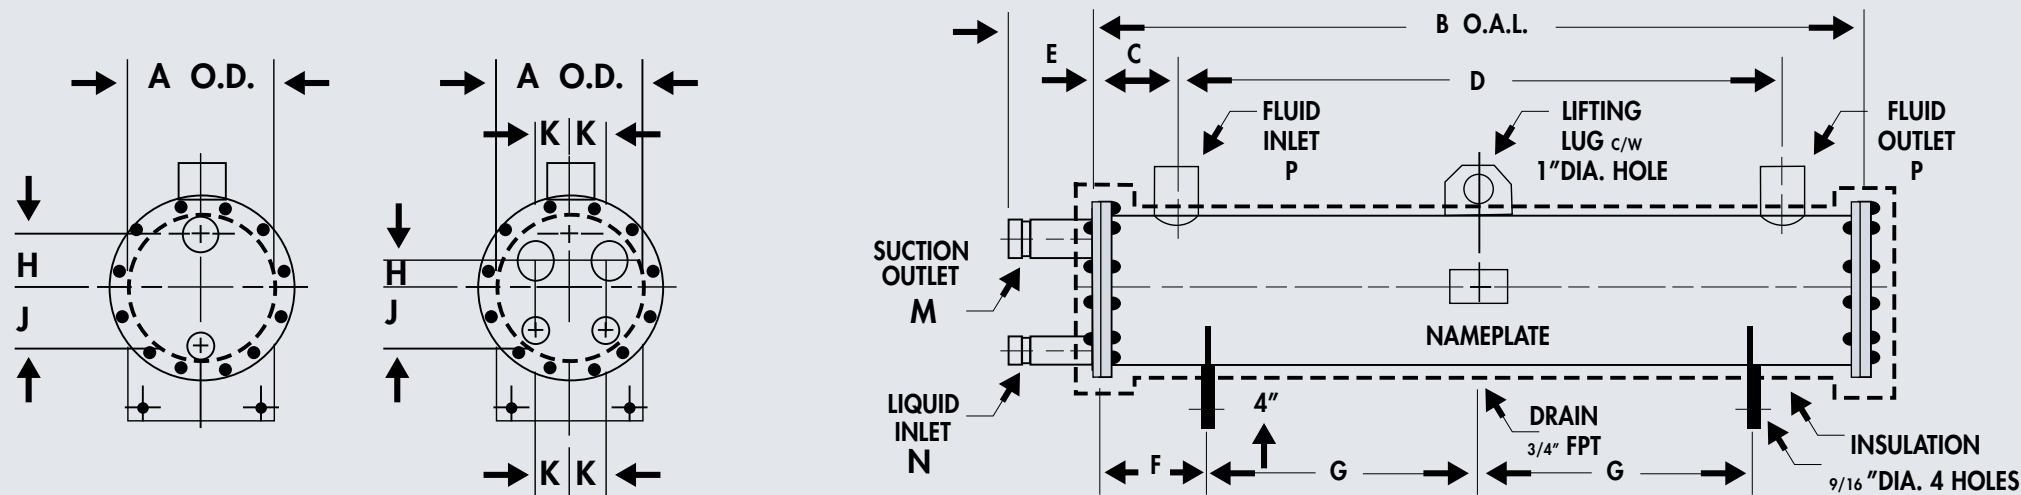 A O.D.
H
J
A O.D.
K K
H
J
K K
B O.A.L.
E
C
D
FLUID
INLET
P
LIFTING
LUG C/W
1”DIA. HOLE
FLUID
OUTLET
P
SUCTION
OUTLET
M
NAMEPLATE
LIQUID
INLET
N
4”
DRAIN
3/4” FPT
INSULATION
9/16 ”DIA. 4 HOLES
F
G
G